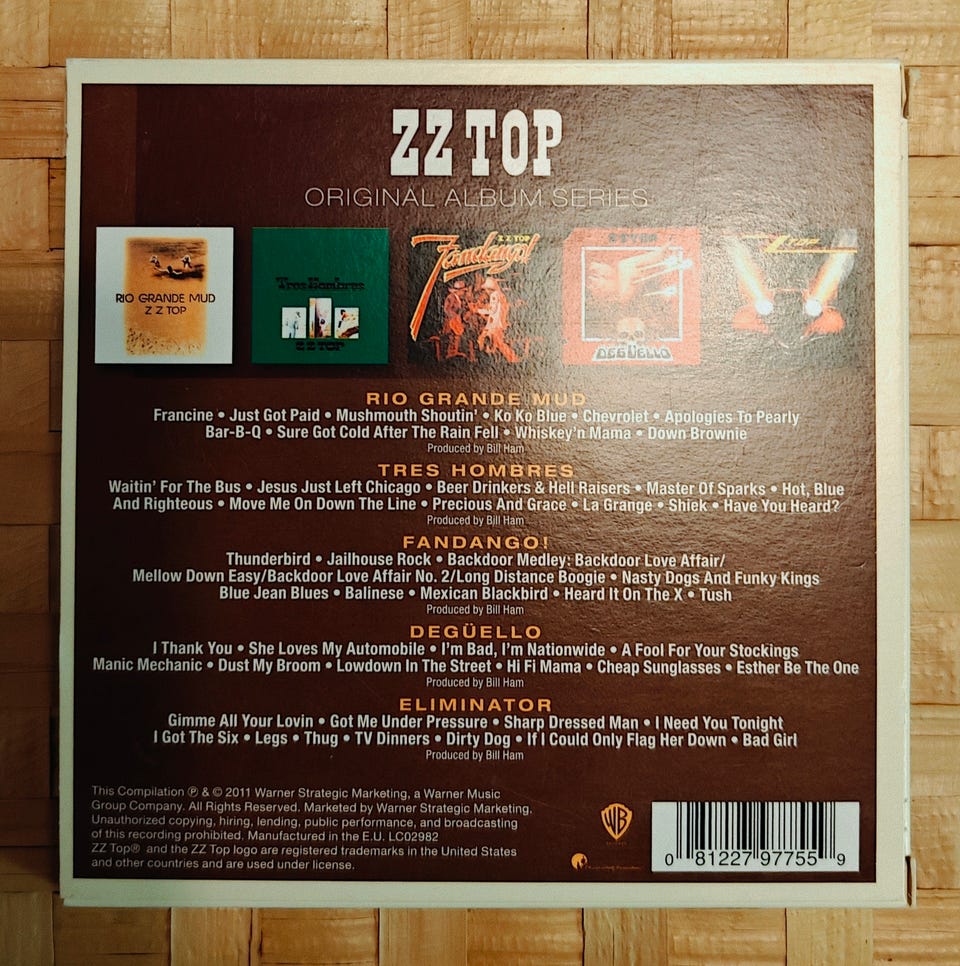 ZZ TOP
ORIGINAL ALBUM SERIES
RIO GRANDE MUD
Z Z TOP
Tres Hombres
ZZ TOP
ZZ TOP
Fandango!
ZZ TOP
DEGÜELLO
ZZ TOP
RIO GRANDE MUD
Francine • Just Got Paid • Mushmouth Shoutin’ • Ko Ko Blue • Chevrolet • Apologies To Pearly
Bar-B-Q • Sure Got Cold After The Rain Fell • Whiskey’n Mama • Down Brownie
Produced by Bill Ham
TRES HOMBRES
Waitin’ For The Bus • Jesus Just Left Chicago • Beer Drinkers & Hell Raisers • Master Of Sparks • Hot, Blue
And Righteous • Move Me On Down The Line • Precious And Grace • La Grange • Shiek • Have You Heard?
Produced by Bill Ham
FANDANGO!
Thunderbird • Jailhouse Rock • Backdoor Medley: Backdoor Love Affair/
Mellow Down Easy/Backdoor Love Affair No. 2/Long Distance Boogie • Nasty Dogs And Funky Kings
Blue Jean Blues • Balinese • Mexican Blackbird • Heard It On The X • Tush
Produced by Bill Ham
DEGÜELLO
I Thank You • She Loves My Automobile • I’m Bad, I’m Nationwide • A Fool For Your Stockings
Manic Mechanic • Dust My Broom • Lowdown In The Street • Hi Fi Mama • Cheap Sunglasses • Esther Be The One
Produced by Bill Ham
ELIMINATOR
Gimme All Your Lovin • Got Me Under Pressure • Sharp Dressed Man • I Need You Tonight
I Got The Six • Legs • Thug • TV Dinners • Dirty Dog • If I Could Only Flag Her Down • Bad Girl
Produced by Bill Ham
This Compilation ℗ & © 2011 Warner Strategic Marketing, a Warner Music
Group Company. All Rights Reserved. Marketed by Warner Strategic Marketing,
Unauthorized copying, hiring, lending, public performance, and broadcasting
of this recording prohibited. Manufactured in the E.U. LC02982
ZZ Top® and the ZZ Top logo are registered trademarks in the United States
and other countries and are used under license.
WB
0 81227 97755 9